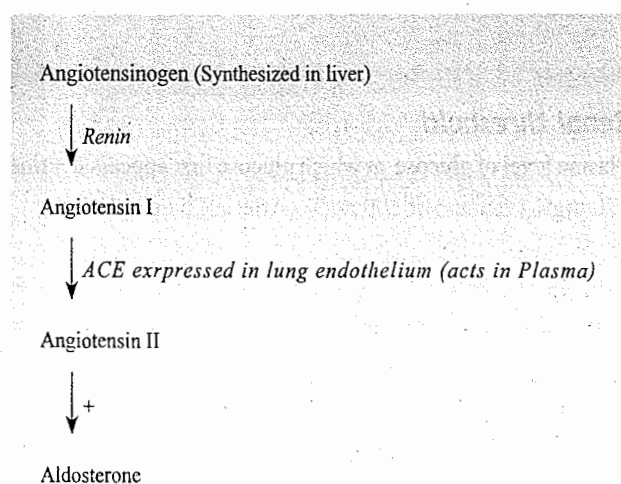 Angiotensinogen (Synthesized in liver)
Renin
Angiotensin I
ACE exrpressed in lung endothelium (acts in Plasma)
Angiotensin II
+
Aldosterone